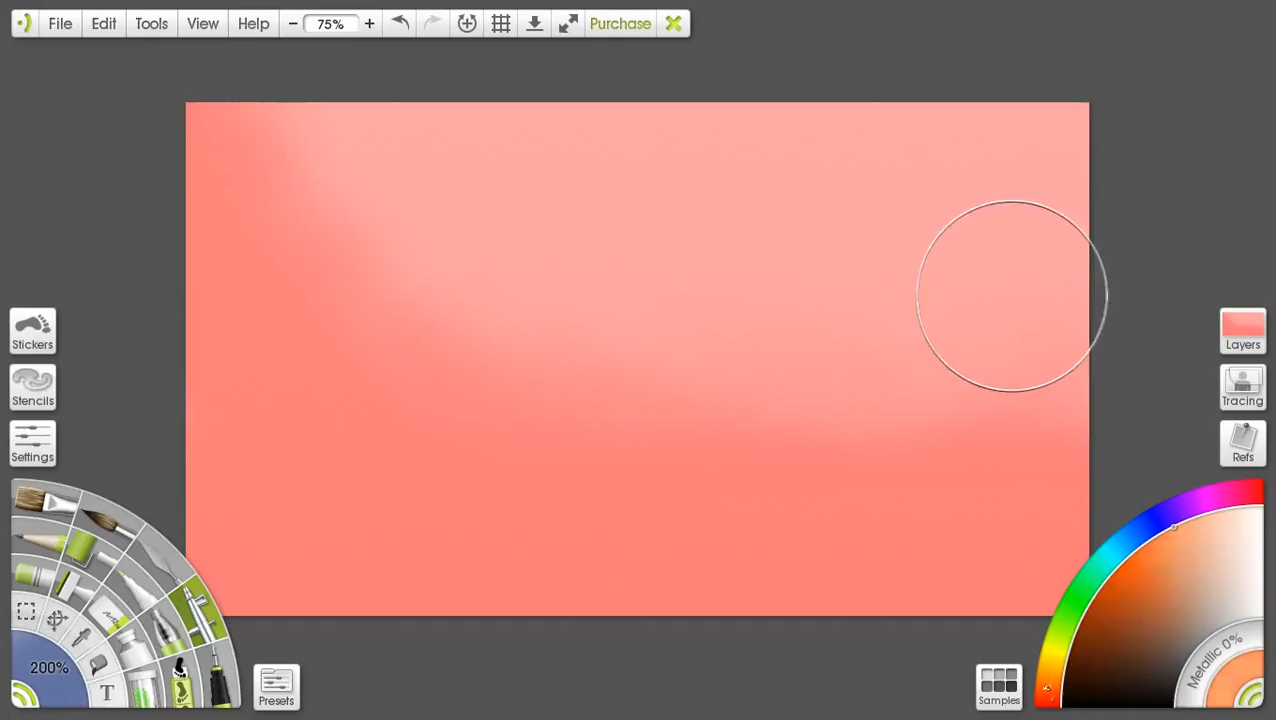 File Edit Tools View Help 75% Purchase
Stickers
Layers
Stencils
Tracing
Settings
Refs
Metallic 0%
200%
T
Presets
Samples